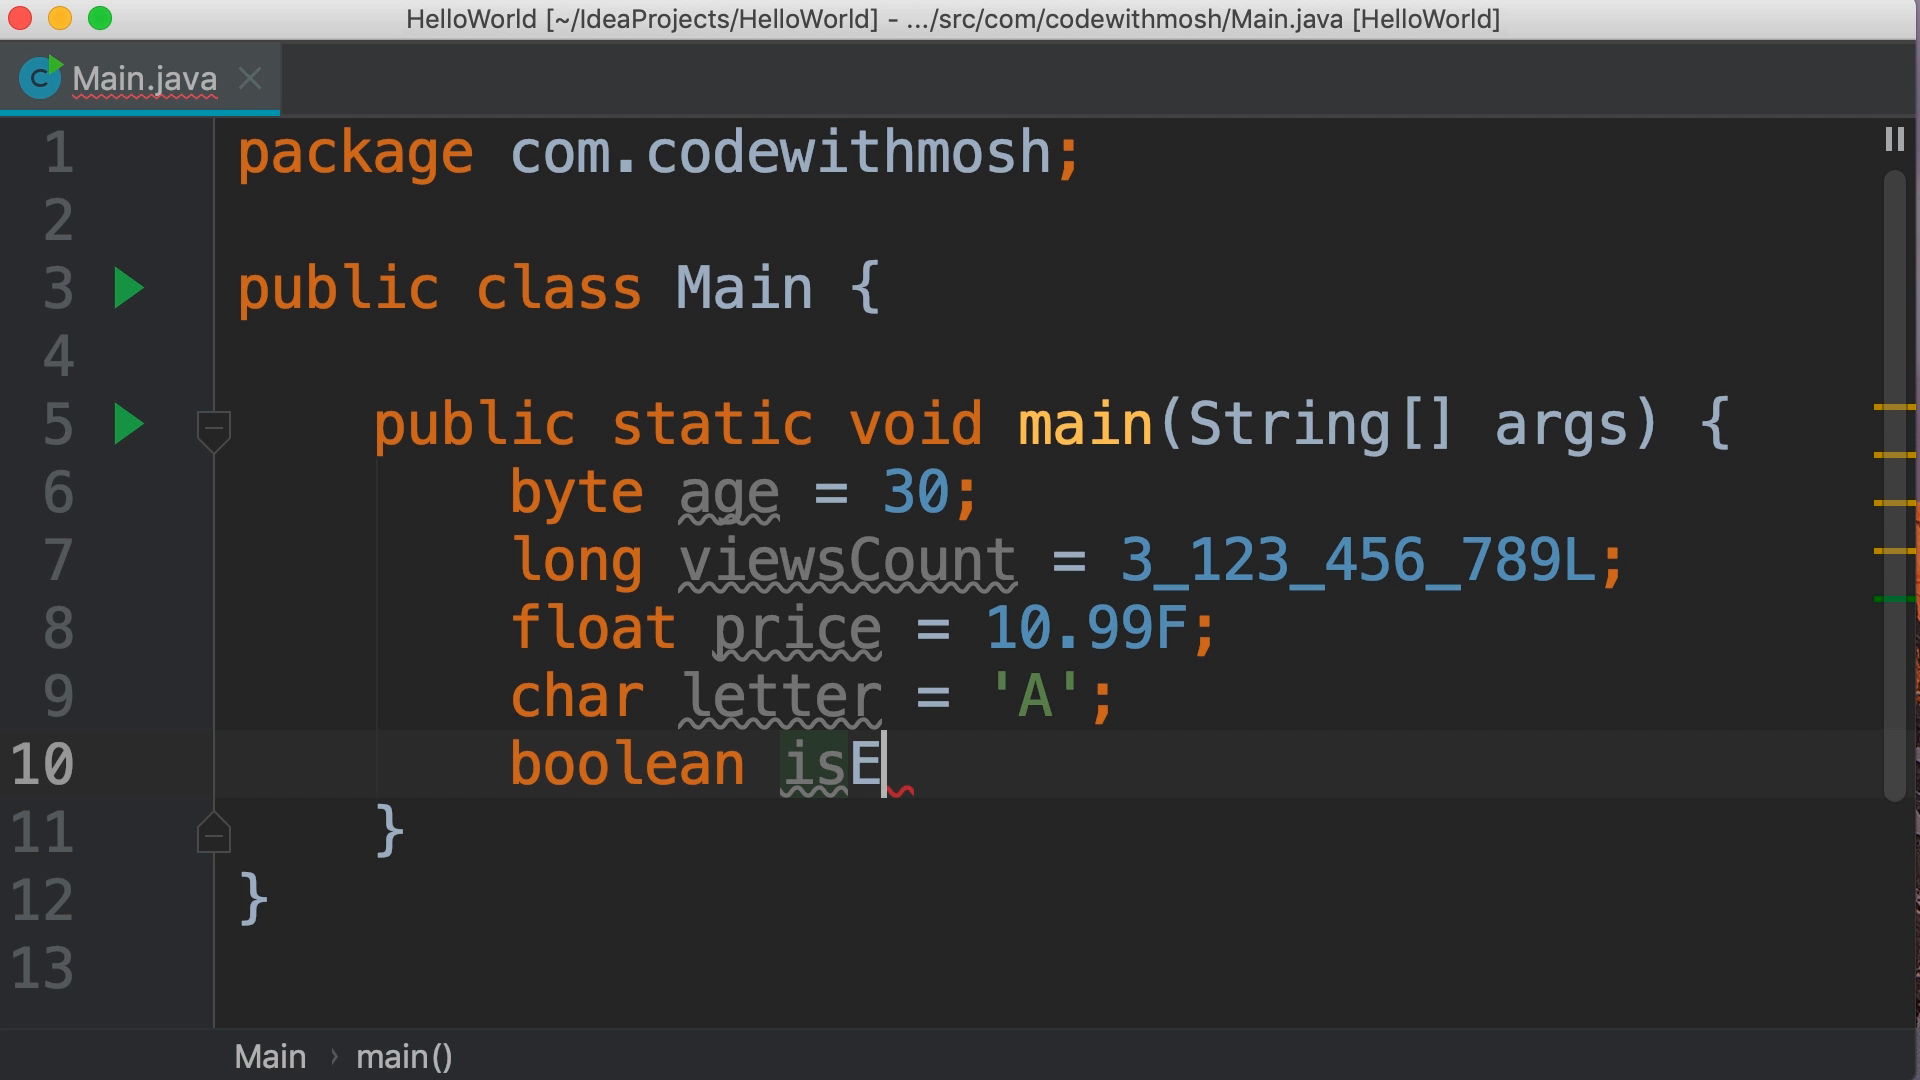 HelloWorld [~/IdeaProjects/HelloWorld] - .../src/com/codewithmosh/Main.java [HelloWorld]
C Main.java
1 package com.codewithmosh;
2
3 public class Main {
4
5 public static void main(String[] args) {
6 byte age = 30;
7 long viewsCount = 3_123_456_789L;
8 float price = 10.99F;
9 char letter = 'A';
10 boolean isE
11 }
12 }
13
Main › main()